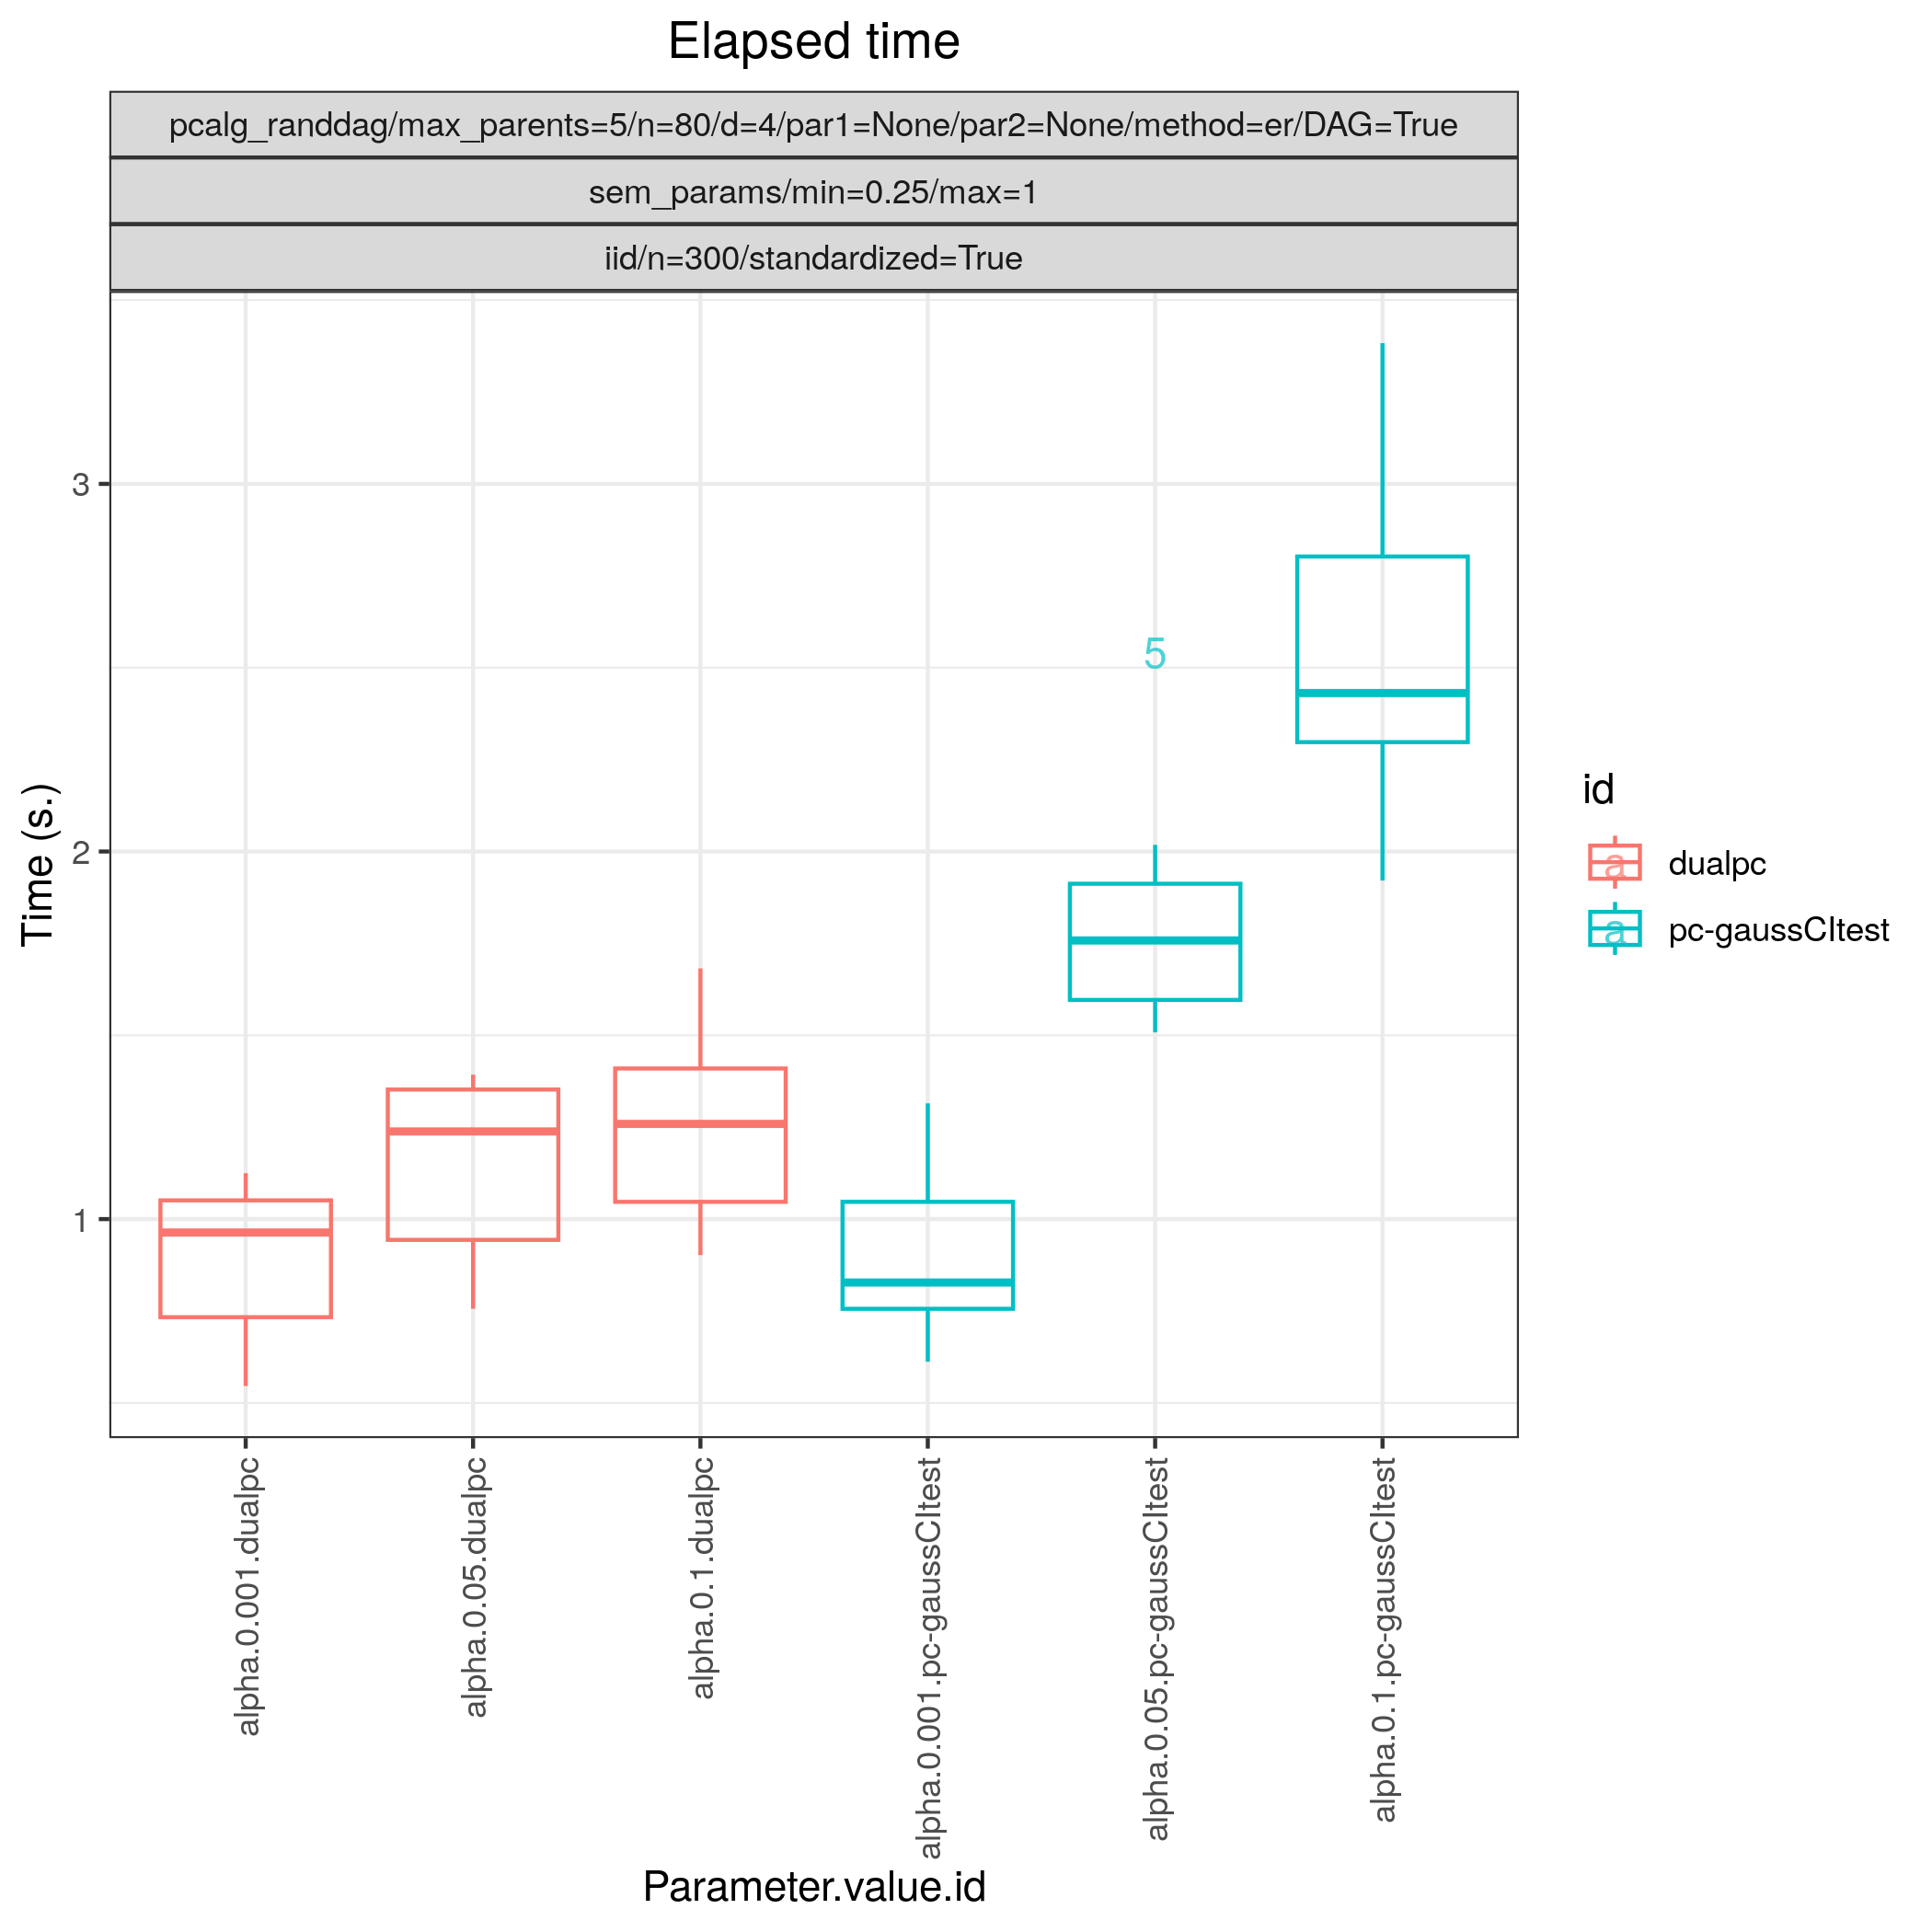 Elapsed time
pcalg_randdag/max_parents=5/n=80/d=4/par1=None/par2=None/method=er/DAG=True
sem_params/min=0.25/max=1
iid/n=300/standardized=True
Time (s.)
3
2
1
5
id
a dualpc
a pc-gaussCItest
alpha.0.001.dualpc
alpha.0.05.dualpc
alpha.0.1.dualpc
alpha.0.001.pc-gaussCItest
alpha.0.05.pc-gaussCItest
alpha.0.1.pc-gaussCItest
Parameter.value.id